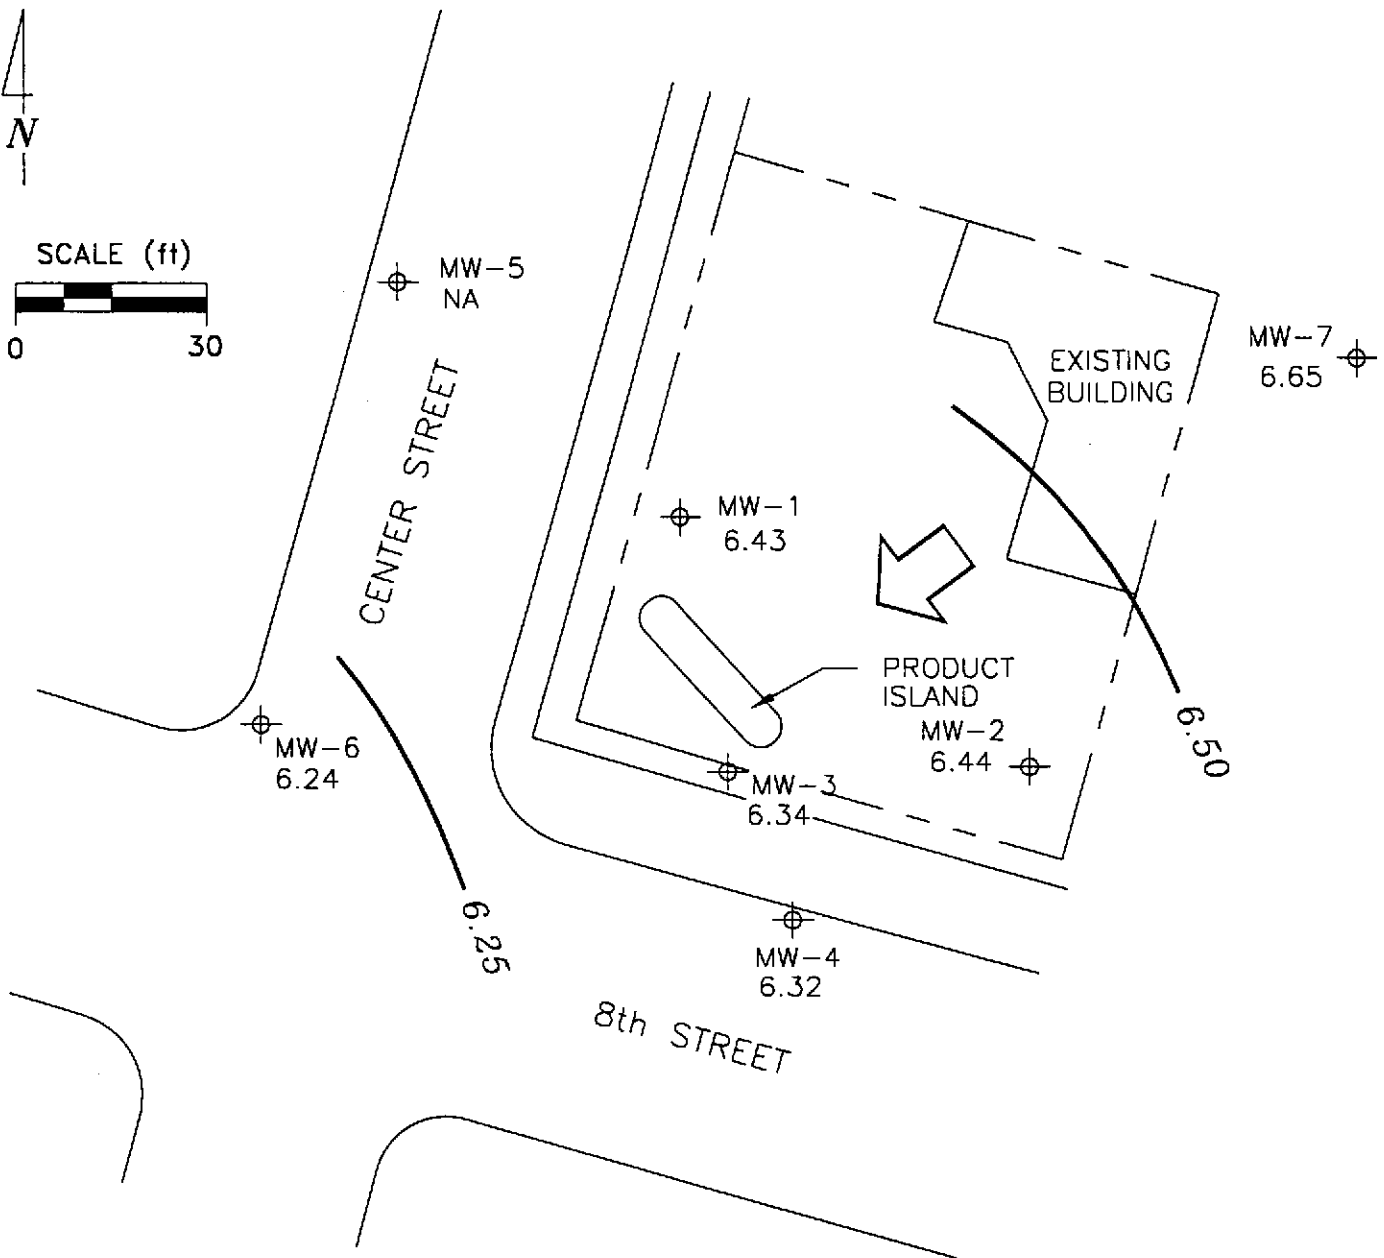 N
SCALE (ft)
0 30
MW-5
NA
CENTER STREET
EXISTING
BUILDING
MW-7
6.65
MW-1
6.43
PRODUCT
ISLAND
MW-2
6.44
6.50
MW-6
6.24
MW-3
6.34
6.25
MW-4
6.32
8th STREET